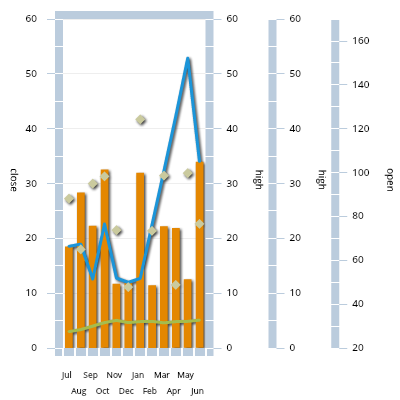 60 60 60
160
50 50 50
140
40 40 40
120
close 30 30 high 30 high 100 open
80
20 20 20
60
10 10 10
40
0 0 0 20
Jul Sep Nov Jan Mar May
Aug Oct Dec Feb Apr Jun